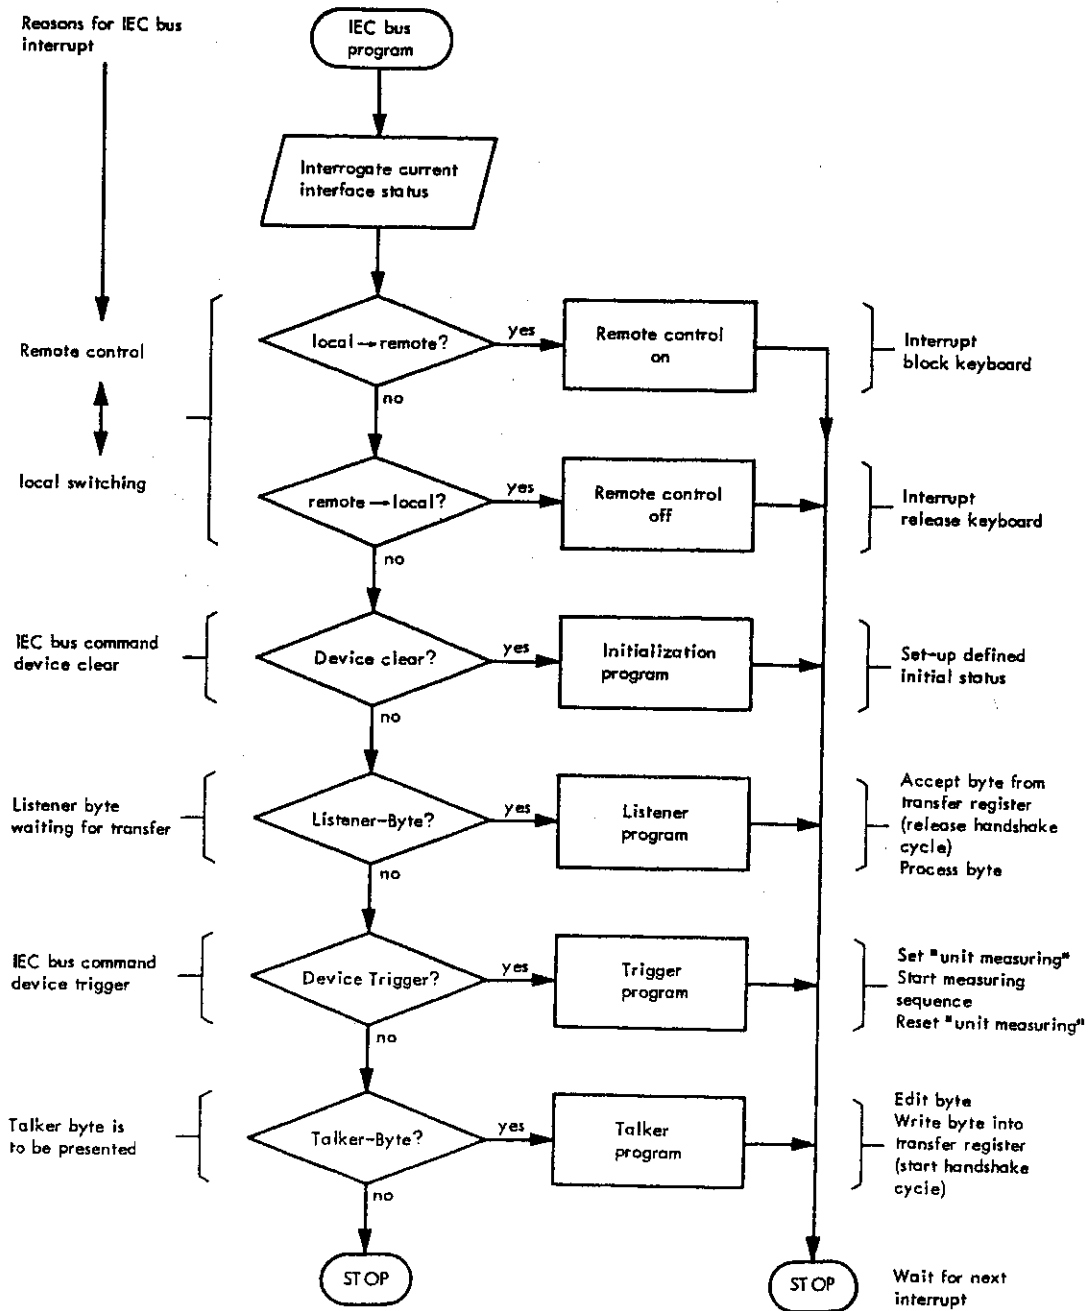 Reasons for IEC bus
interrupt
IEC bus
program
Interrogate current
interface status
Remote control
local switching
local → remote?
yes
no
Remote control
on
Interrupt
block keyboard
remote → local?
yes
no
Remote control
off
Interrupt
release keyboard
IEC bus command
device clear
Device clear?
yes
no
Initialization
program
Set-up defined
initial status
Listener byte
waiting for transfer
Listener-Byte?
yes
no
Listener
program
Accept byte from
transfer register
(release handshake
cycle)
Process byte
IEC bus command
device trigger
Device Trigger?
yes
no
Trigger
program
Set "unit measuring"
Start measuring
sequence
Reset "unit measuring"
Talker byte is
to be presented
Talker-Byte?
yes
no
Talker
program
Edit byte
Write byte into
transfer register
(start handshake
cycle)
STOP
STOP
Wait for next
interrupt